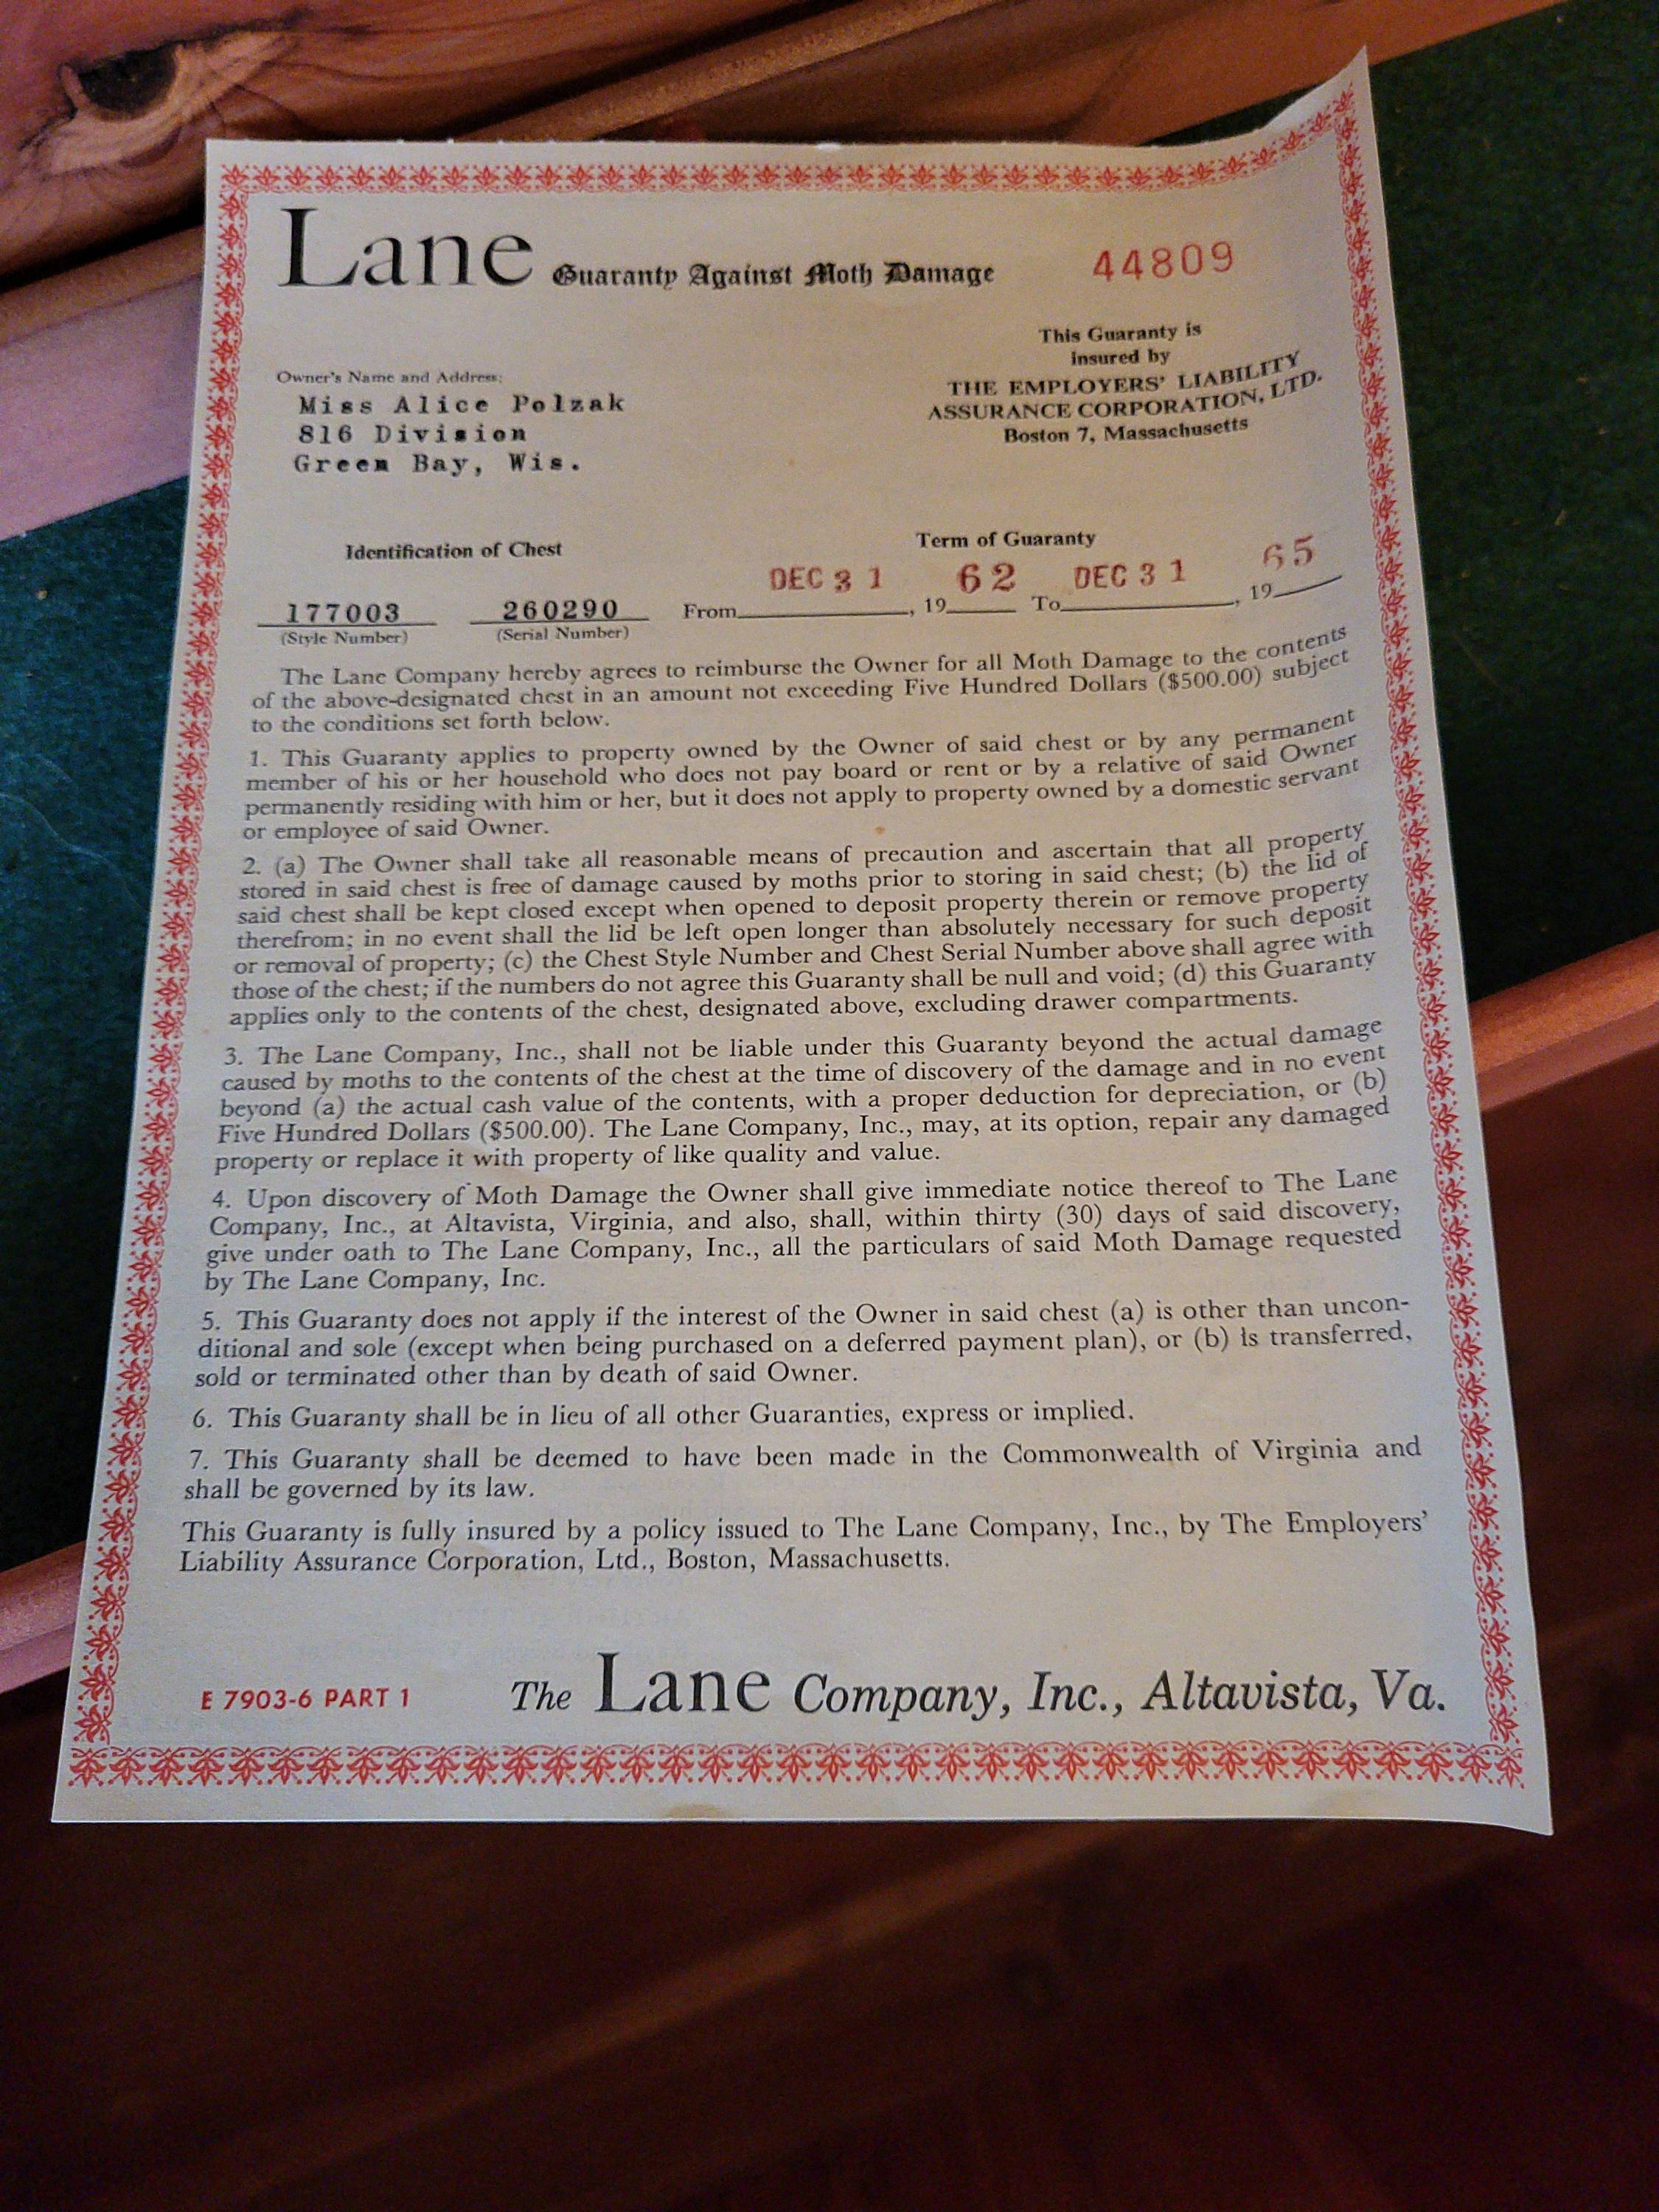 Lane Guaranty Against Moth Damage 44809
This Guaranty is
insured by
THE EMPLOYERS' LIABILITY
ASSURANCE CORPORATION, LTD.
Boston 7, Massachusetts
Owner's Name and Address:
Miss Alice Polzak
816 Division
Green Bay, Wis.
Identification of Chest
Term of Guaranty
177003 260290 From DEC 31, 19 62 To DEC 31, 19 65
(Style Number) (Serial Number)
The Lane Company hereby agrees to reimburse the Owner for all Moth Damage to the contents
of the above-designated chest in an amount not exceeding Five Hundred Dollars ($500.00) subject
to the conditions set forth below.
1. This Guaranty applies to property owned by the Owner of said chest or by any permanent
member of his or her household who does not pay board or rent or by a relative of said Owner
permanently residing with him or her, but it does not apply to property owned by a domestic servant
or employee of said Owner.
2. (a) The Owner shall take all reasonable means of precaution and ascertain that all property
stored in said chest is free of damage caused by moths prior to storing in said chest; (b) the lid of
said chest shall be kept closed except when opened to deposit property therein or remove property
therefrom; in no event shall the lid be left open longer than absolutely necessary for such deposit
or removal of property; (c) the Chest Style Number and Chest Serial Number above shall agree with
those of the chest; if the numbers do not agree this Guaranty shall be null and void; (d) this Guaranty
applies only to the contents of the chest, designated above, excluding drawer compartments.
3. The Lane Company, Inc., shall not be liable under this Guaranty beyond the actual damage
caused by moths to the contents of the chest at the time of discovery of the damage and in no event
beyond (a) the actual cash value of the contents, with a proper deduction for depreciation, or (b)
Five Hundred Dollars ($500.00). The Lane Company, Inc., may, at its option, repair any damaged
property or replace it with property of like quality and value.
4. Upon discovery of Moth Damage the Owner shall give immediate notice thereof to The Lane
Company, Inc., at Altavista, Virginia, and also, shall, within thirty (30) days of said discovery,
give under oath to The Lane Company, Inc., all the particulars of said Moth Damage requested
by The Lane Company, Inc.
5. This Guaranty does not apply if the interest of the Owner in said chest (a) is other than uncon-
ditional and sole (except when being purchased on a deferred payment plan), or (b) is transferred,
sold or terminated other than by death of said Owner.
6. This Guaranty shall be in lieu of all other Guaranties, express or implied.
7. This Guaranty shall be deemed to have been made in the Commonwealth of Virginia and
shall be governed by its law.
This Guaranty is fully insured by a policy issued to The Lane Company, Inc., by The Employers'
Liability Assurance Corporation, Ltd., Boston, Massachusetts.
E 7903-6 PART 1 The Lane Company, Inc., Altavista, Va.